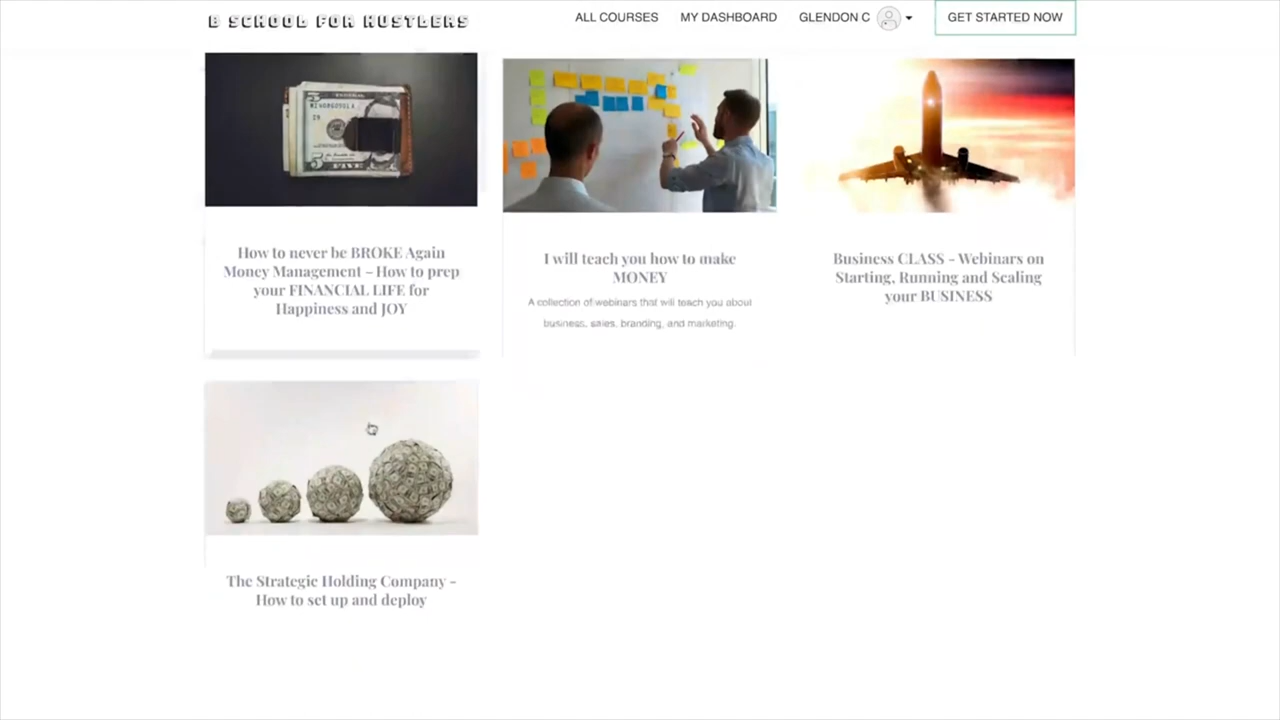 B SCHOOL FOR HUSTLERS
ALL COURSES
MY DASHBOARD
GLENDON C
GET STARTED NOW
How to never be BROKE Again
Money Management – How to prep
your FINANCIAL LIFE for
Happiness and JOY
I will teach you how to make
MONEY
A collection of webinars that will teach you about
business, sales, branding, and marketing.
Business CLASS - Webinars on
Starting, Running and Scaling
your BUSINESS
The Strategic Holding Company -
How to set up and deploy